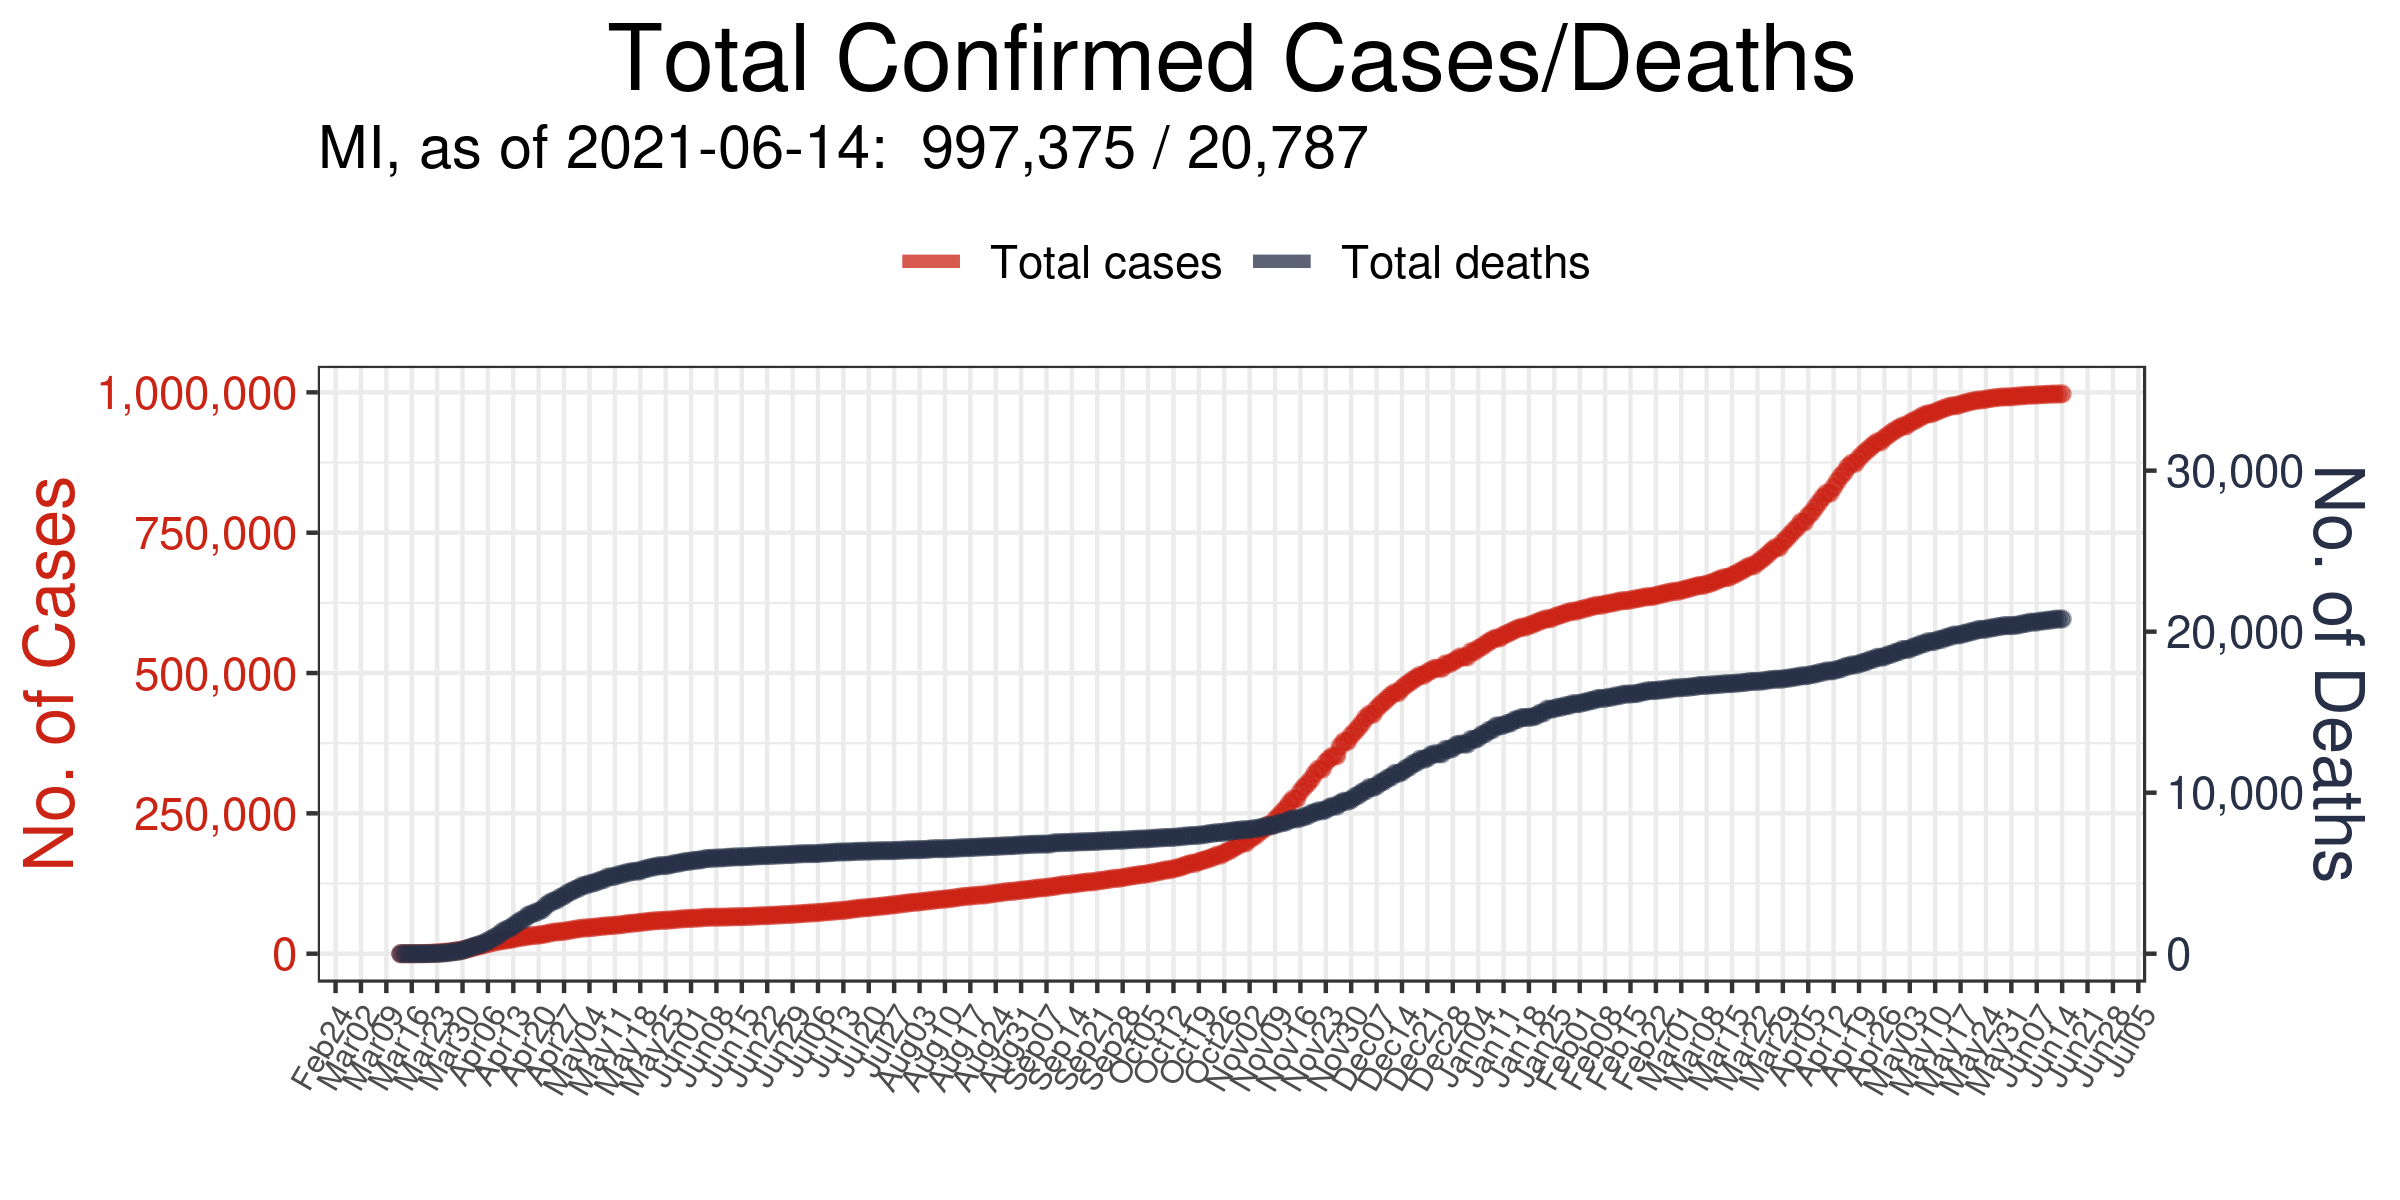 Total Confirmed Cases/Deaths
MI, as of 2021-06-14:  997,375 / 20,787
Total cases
Total deaths
No. of Cases
1,000,000
750,000
500,000
250,000
0
30,000
20,000
10,000
0
No. of Deaths
Feb24
Mar02
Mar09
Mar16
Mar23
Mar30
Apr06
Apr13
Apr20
Apr27
May04
May11
May18
May25
Jun01
Jun08
Jun15
Jun22
Jun29
Jul06
Jul13
Jul20
Jul27
Aug03
Aug10
Aug17
Aug24
Aug31
Sep07
Sep14
Sep21
Sep28
Oct05
Oct12
Oct19
Oct26
Nov02
Nov09
Nov16
Nov23
Nov30
Dec07
Dec14
Dec21
Dec28
Jan04
Jan11
Jan18
Jan25
Feb01
Feb08
Feb15
Feb22
Mar01
Mar08
Mar15
Mar22
Mar29
Apr05
Apr12
Apr19
Apr26
May03
May10
May17
May24
May31
Jun07
Jun14
Jun21
Jun28
Jul05